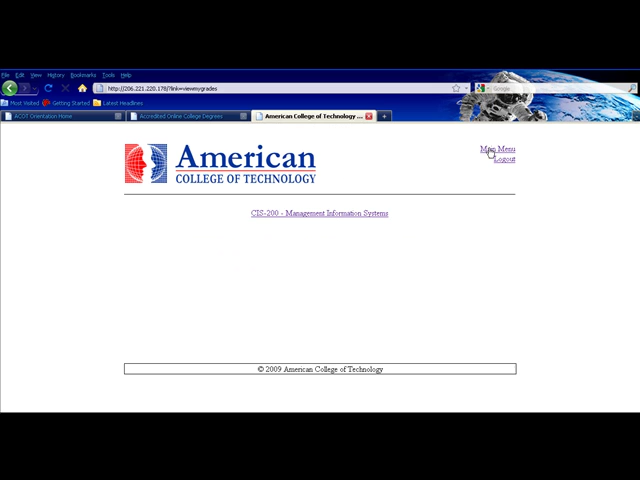 File Edit View History Bookmarks Tools Help
http://206.221.220.178/?link=viewmygrades
Google
Most Visited Getting Started Latest Headlines
ACOT Orientation Home
Accredited Online College Degrees
American College of Technology ...
American
COLLEGE OF TECHNOLOGY
Main Menu
Logout
CIS-200 - Management Information Systems
© 2009 American College of Technology